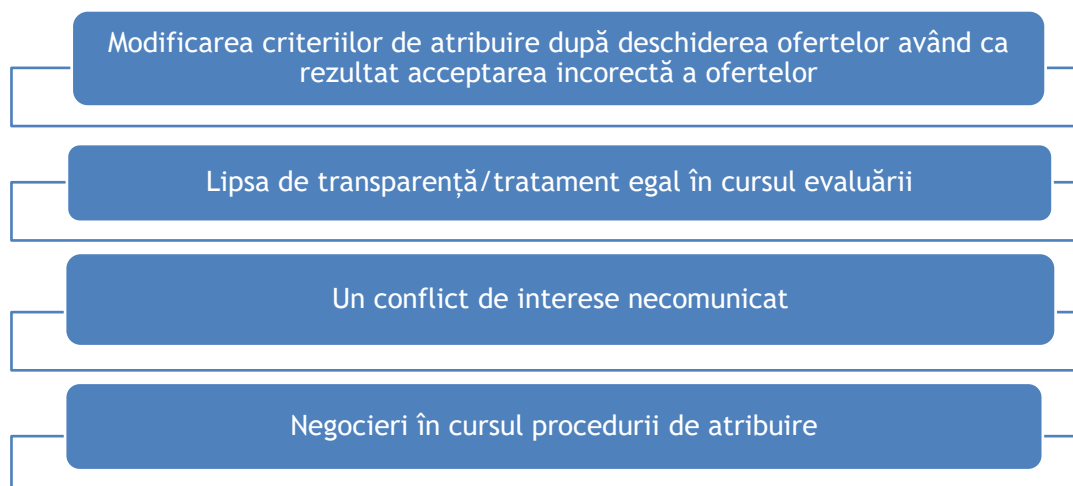 Modificarea criteriilor de atribuire după deschiderea ofertelor având ca
rezultat acceptarea incorectă a ofertelor
Lipsa de transparență/tratament egal în cursul evaluării
Un conflict de interese necomunicat
Negocieri în cursul procedurii de atribuire